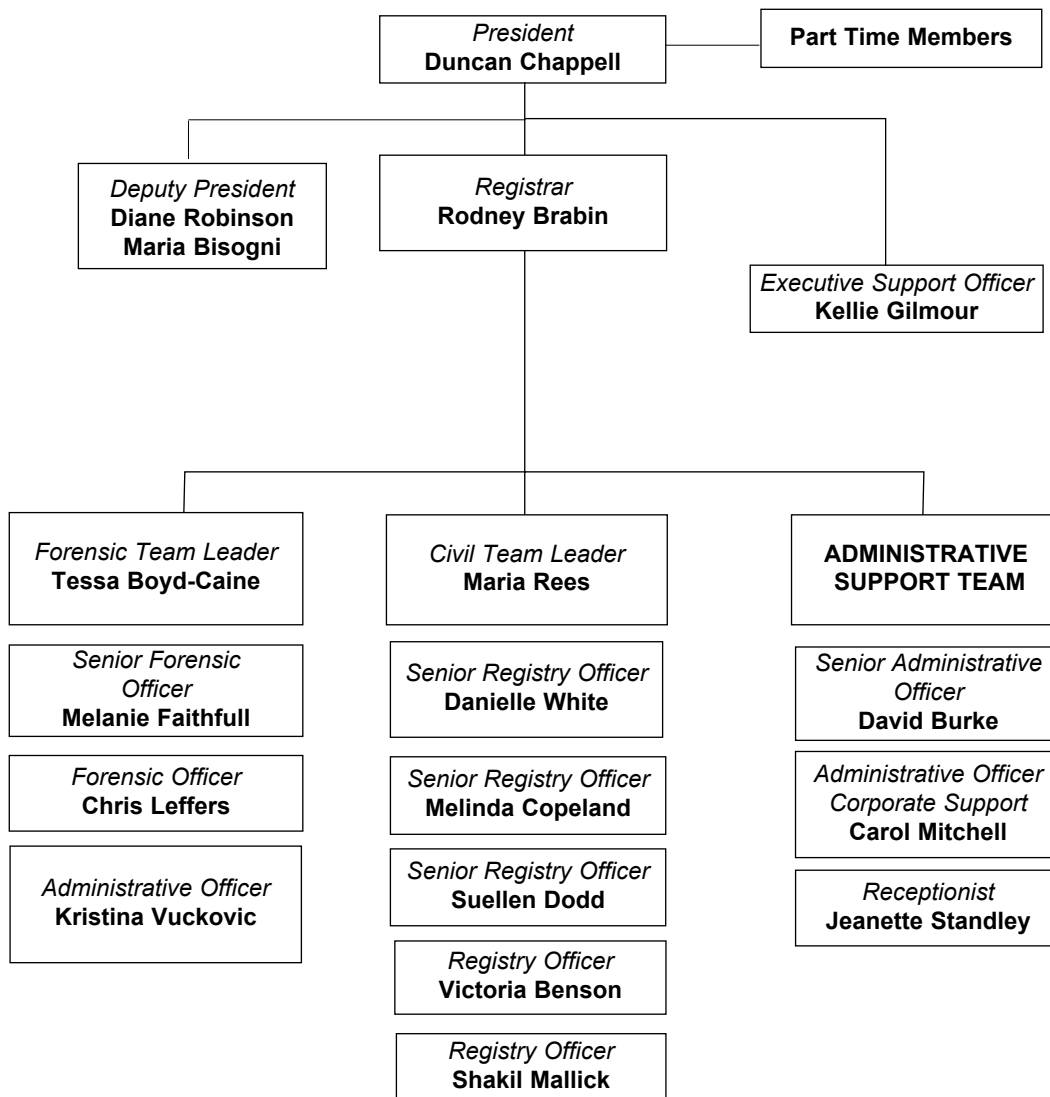 President
Duncan Chappell
Part Time Members
Deputy President
Diane Robinson
Maria Bisogni
Registrar
Rodney Brabin
Executive Support Officer
Kellie Gilmour
Forensic Team Leader
Tessa Boyd-Caine
Senior Forensic
Officer
Melanie Faithfull
Forensic Officer
Chris Leffers
Administrative Officer
Kristina Vuckovic
Civil Team Leader
Maria Rees
Senior Registry Officer
Danielle White
Senior Registry Officer
Melinda Copeland
Senior Registry Officer
Suellen Dodd
Registry Officer
Victoria Benson
Registry Officer
Shakil Mallick
ADMINISTRATIVE
SUPPORT TEAM
Senior Administrative
Officer
David Burke
Administrative Officer
Corporate Support
Carol Mitchell
Receptionist
Jeanette Standley